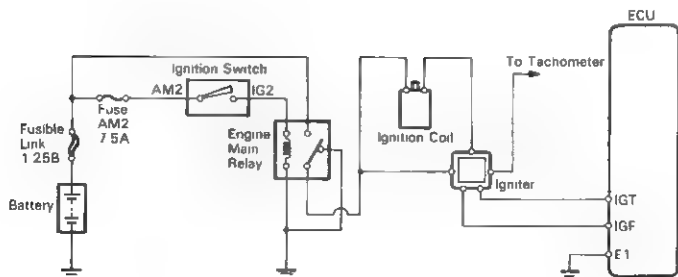 ECU
To Tachometer
Ignition Switch
AM2
IG2
Fuse
AM2
7 5A
Fusible
Link
1 25B
Engine
Main
Relay
Ignition Coil
Igniter
Battery
IGT
IGF
E1